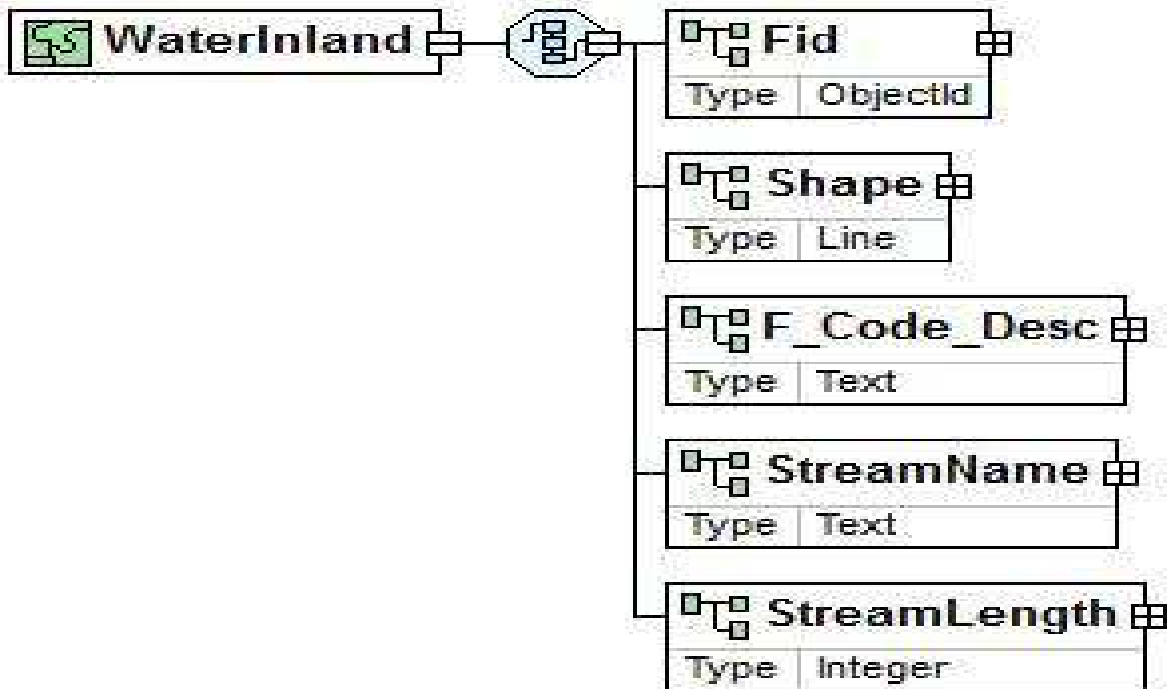 WaterInland
Fid
Type ObjectId
Shape
Type Line
F_Code_Desc
Type Text
StreamName
Type Text
StreamLength
Type Integer